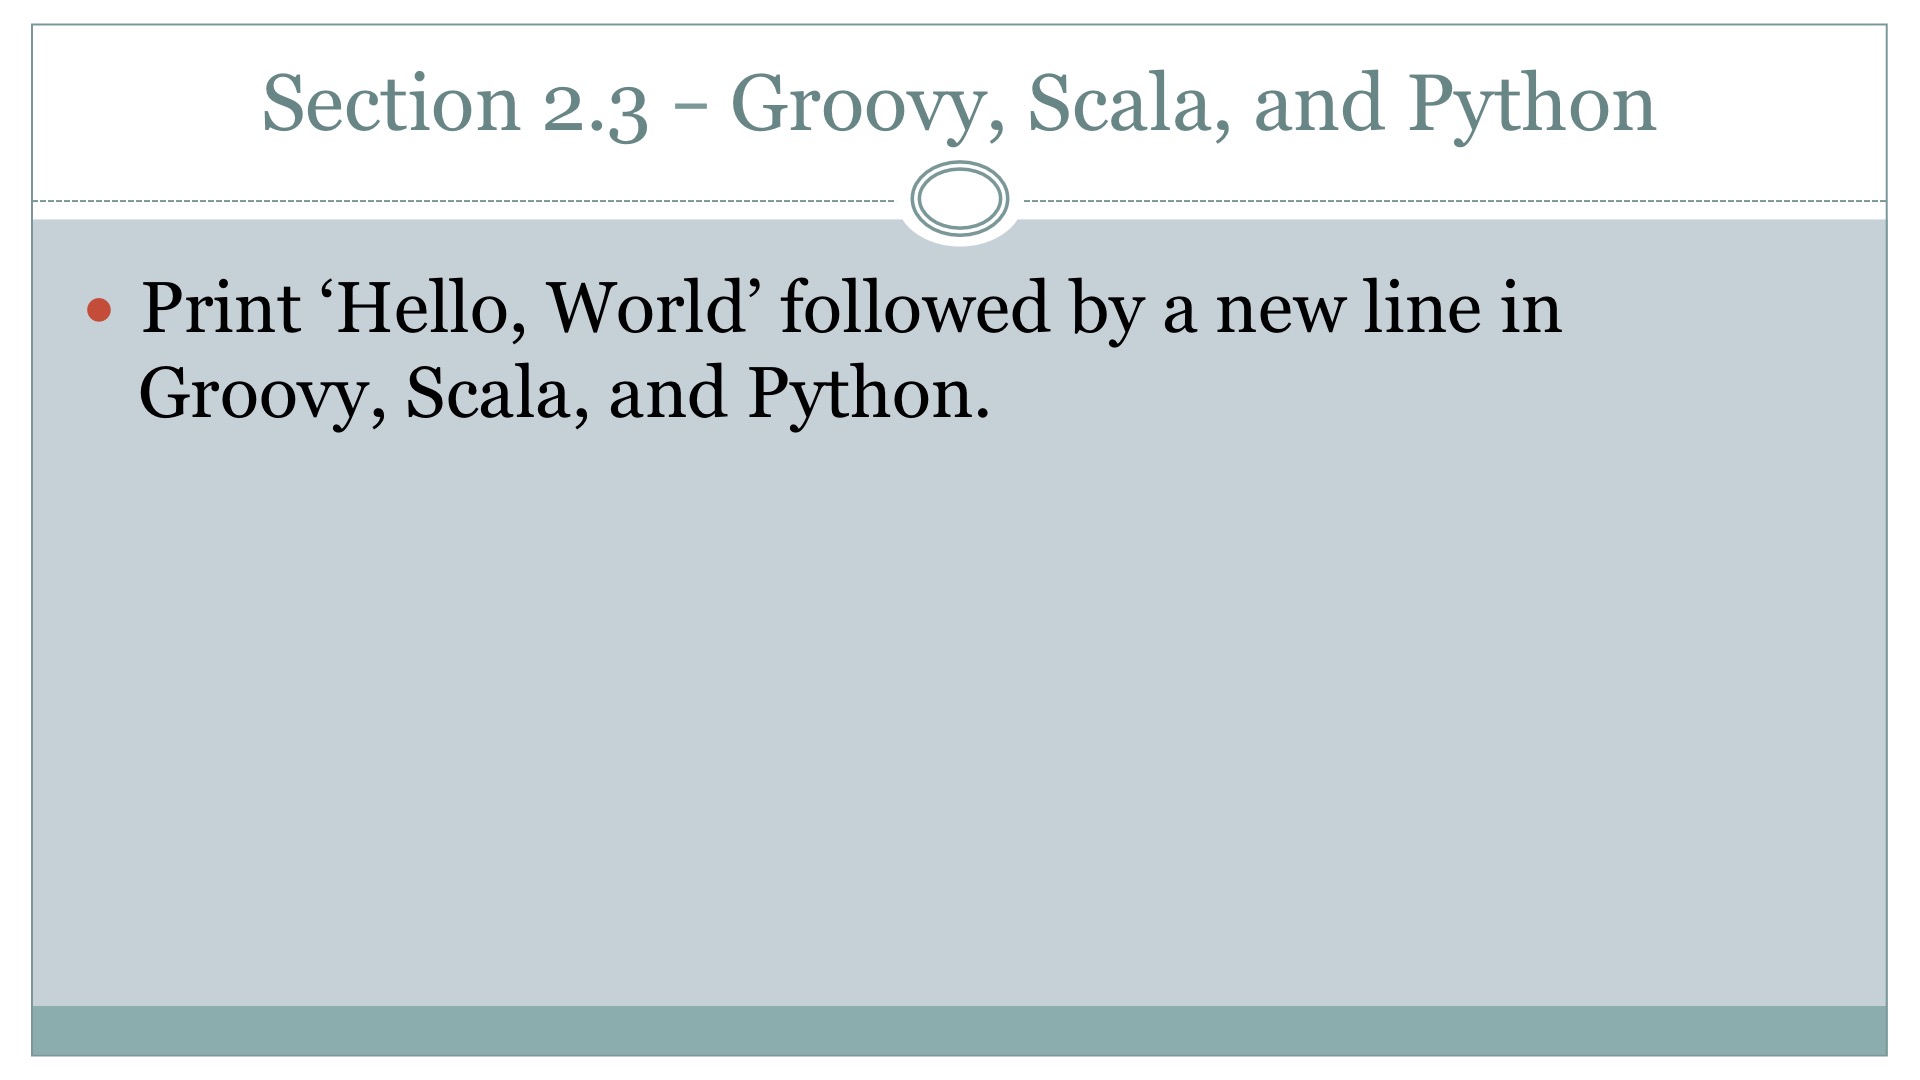 Section 2.3 – Groovy, Scala, and Python
• Print ‘Hello, World’ followed by a new line in
Groovy, Scala, and Python.